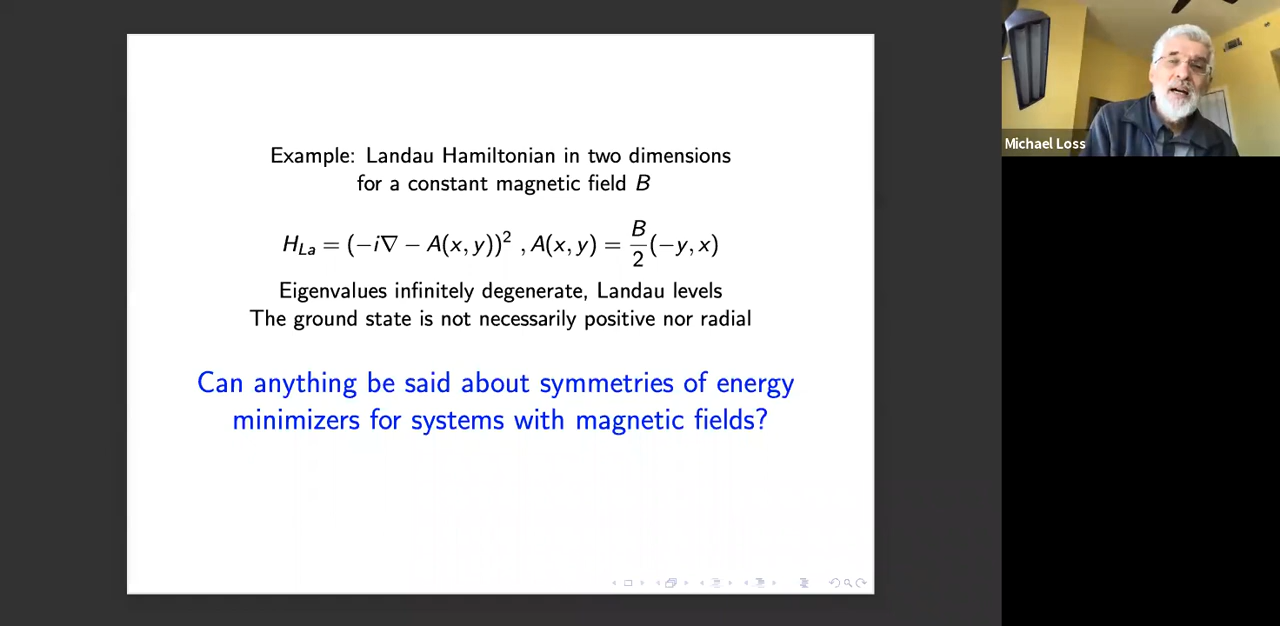 Example: Landau Hamiltonian in two dimensions
for a constant magnetic field B
H_La = (−i∇ − A(x, y))² , A(x, y) = B/2 (−y, x)
Eigenvalues infinitely degenerate, Landau levels
The ground state is not necessarily positive nor radial
Can anything be said about symmetries of energy
minimizers for systems with magnetic fields?
Michael Loss